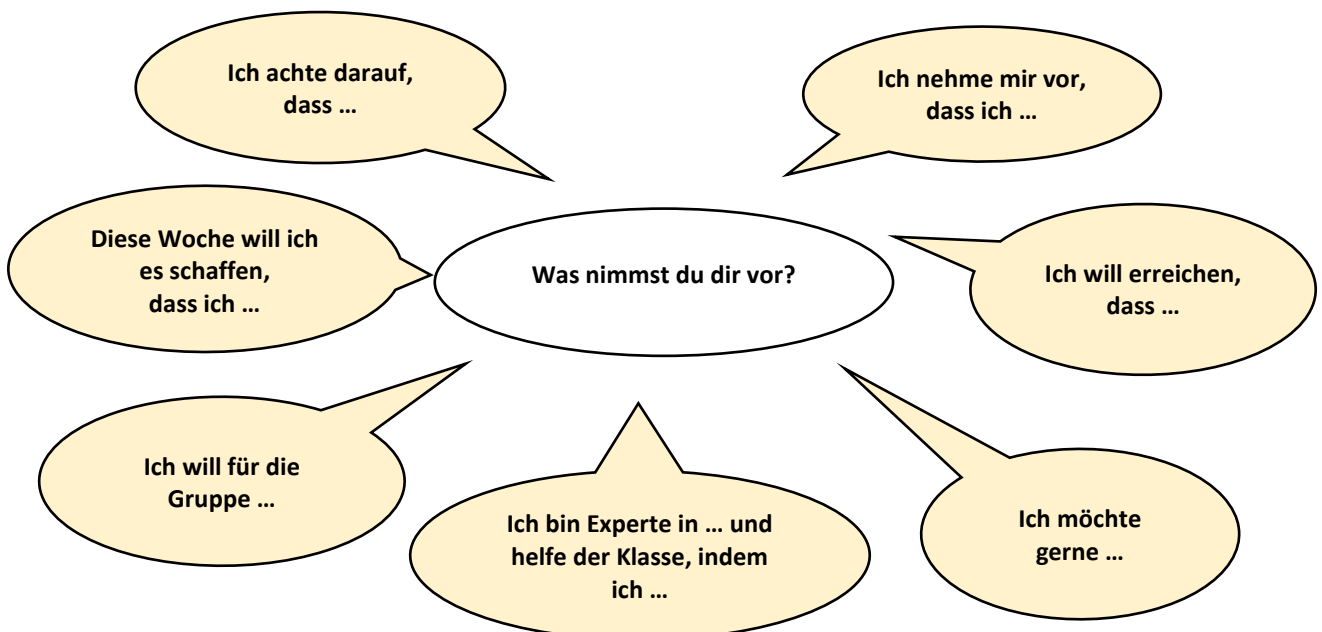 Ich achte darauf,
dass …
Ich nehme mir vor,
dass ich …
Diese Woche will ich
es schaffen,
dass ich …
Was nimmst du dir vor?
Ich will erreichen,
dass …
Ich will für die
Gruppe …
Ich bin Experte in … und
helfe der Klasse, indem
ich …
Ich möchte
gerne …